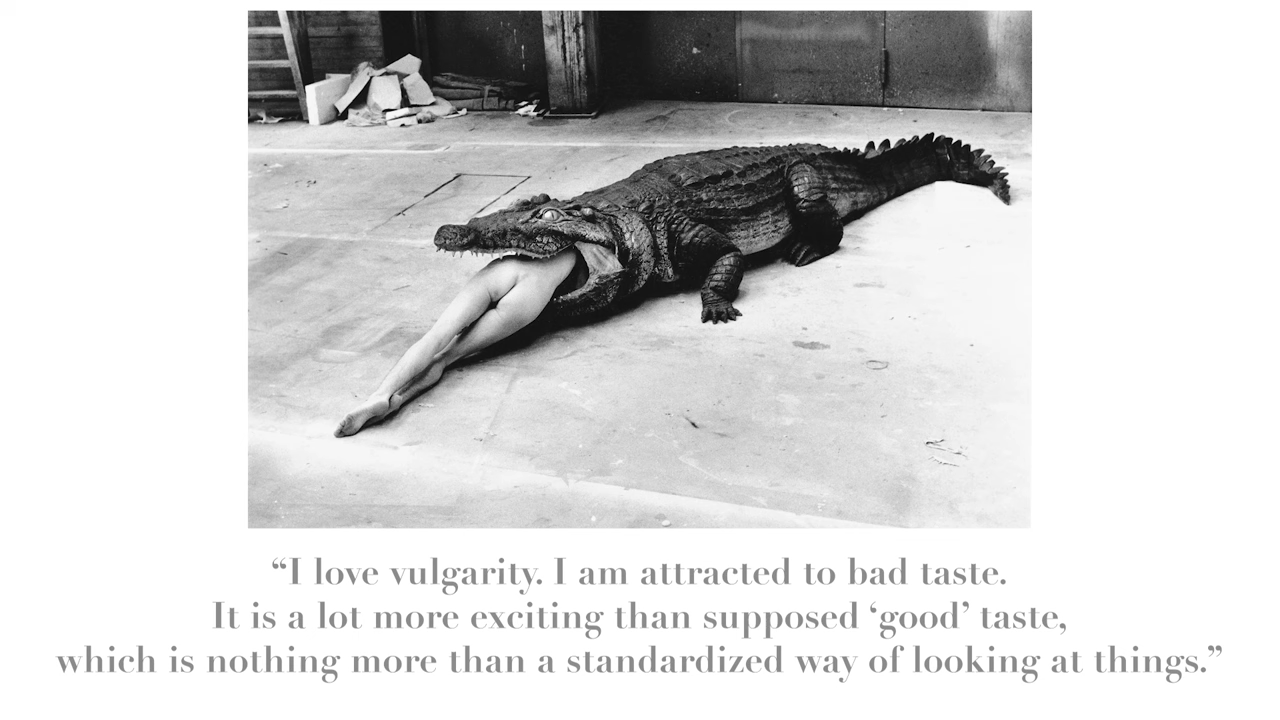 “I love vulgarity. I am attracted to bad taste.
It is a lot more exciting than supposed ‘good’ taste,
which is nothing more than a standardized way of looking at things.”